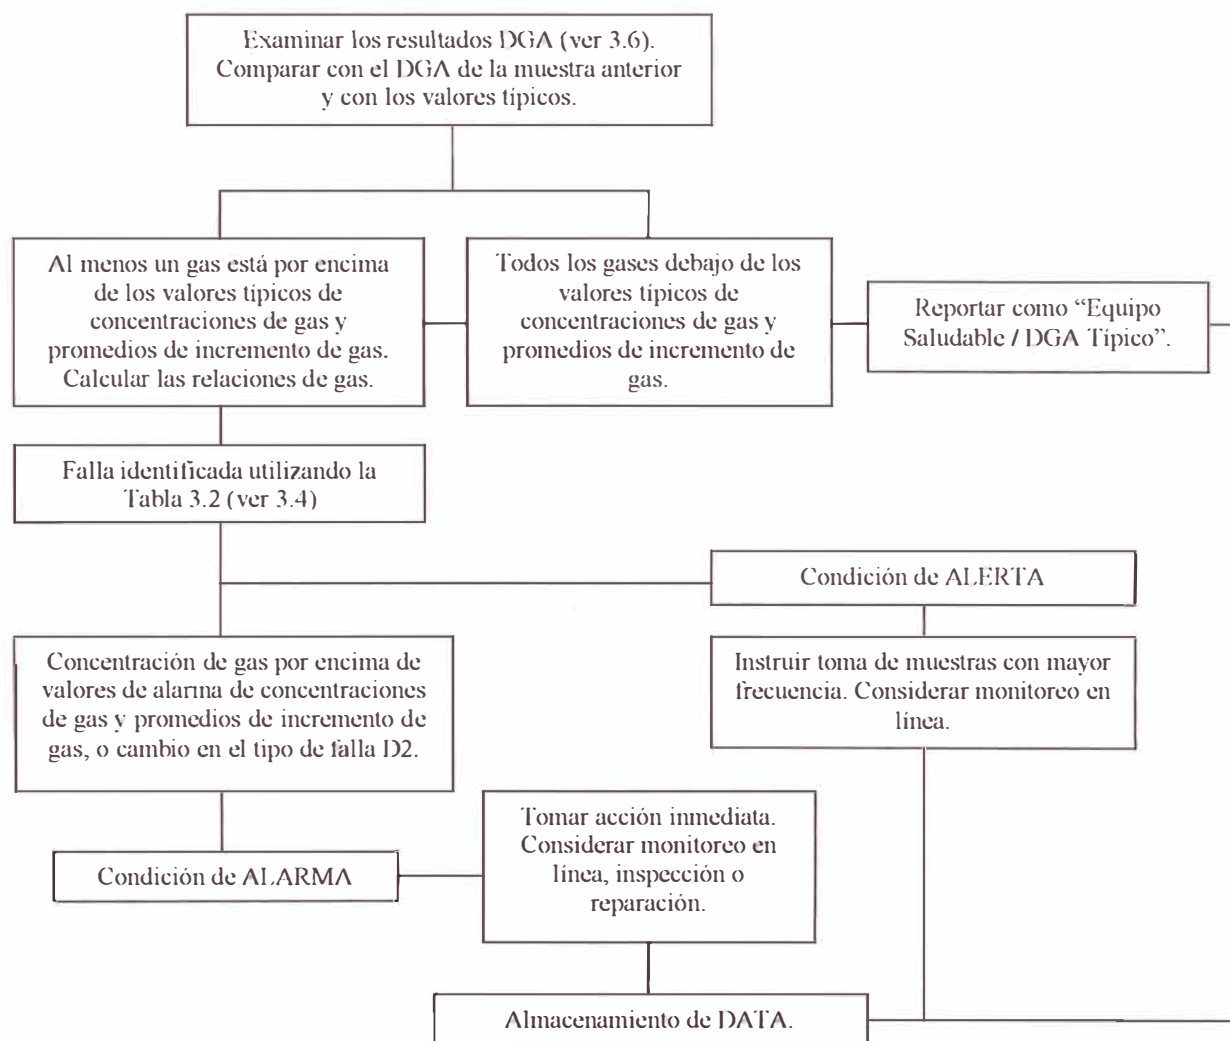 Examinar los resultados DGA (ver 3.6).
Comparar con el DGA de la muestra anterior
y con los valores típicos.
Al menos un gas está por encima
de los valores típicos de
concentraciones de gas y
promedios de incremento de gas.
Calcular las relaciones de gas.
Todos los gases debajo de los
valores típicos de
concentraciones de gas y
promedios de incremento de
gas.
Reportar como “Equipo
Saludable / DGA Típico”.
Falla identificada utilizando la
Tabla 3.2 (ver 3.4)
Condición de ALERTA
Concentración de gas por encima de
valores de alarma de concentraciones
de gas y promedios de incremento de
gas, o cambio en el tipo de falla D2.
Instruir toma de muestras con mayor
frecuencia. Considerar monitoreo en
línea.
Condición de ALARMA
Tomar acción inmediata.
Considerar monitoreo en
línea, inspección o
reparación.
Almacenamiento de DATA.